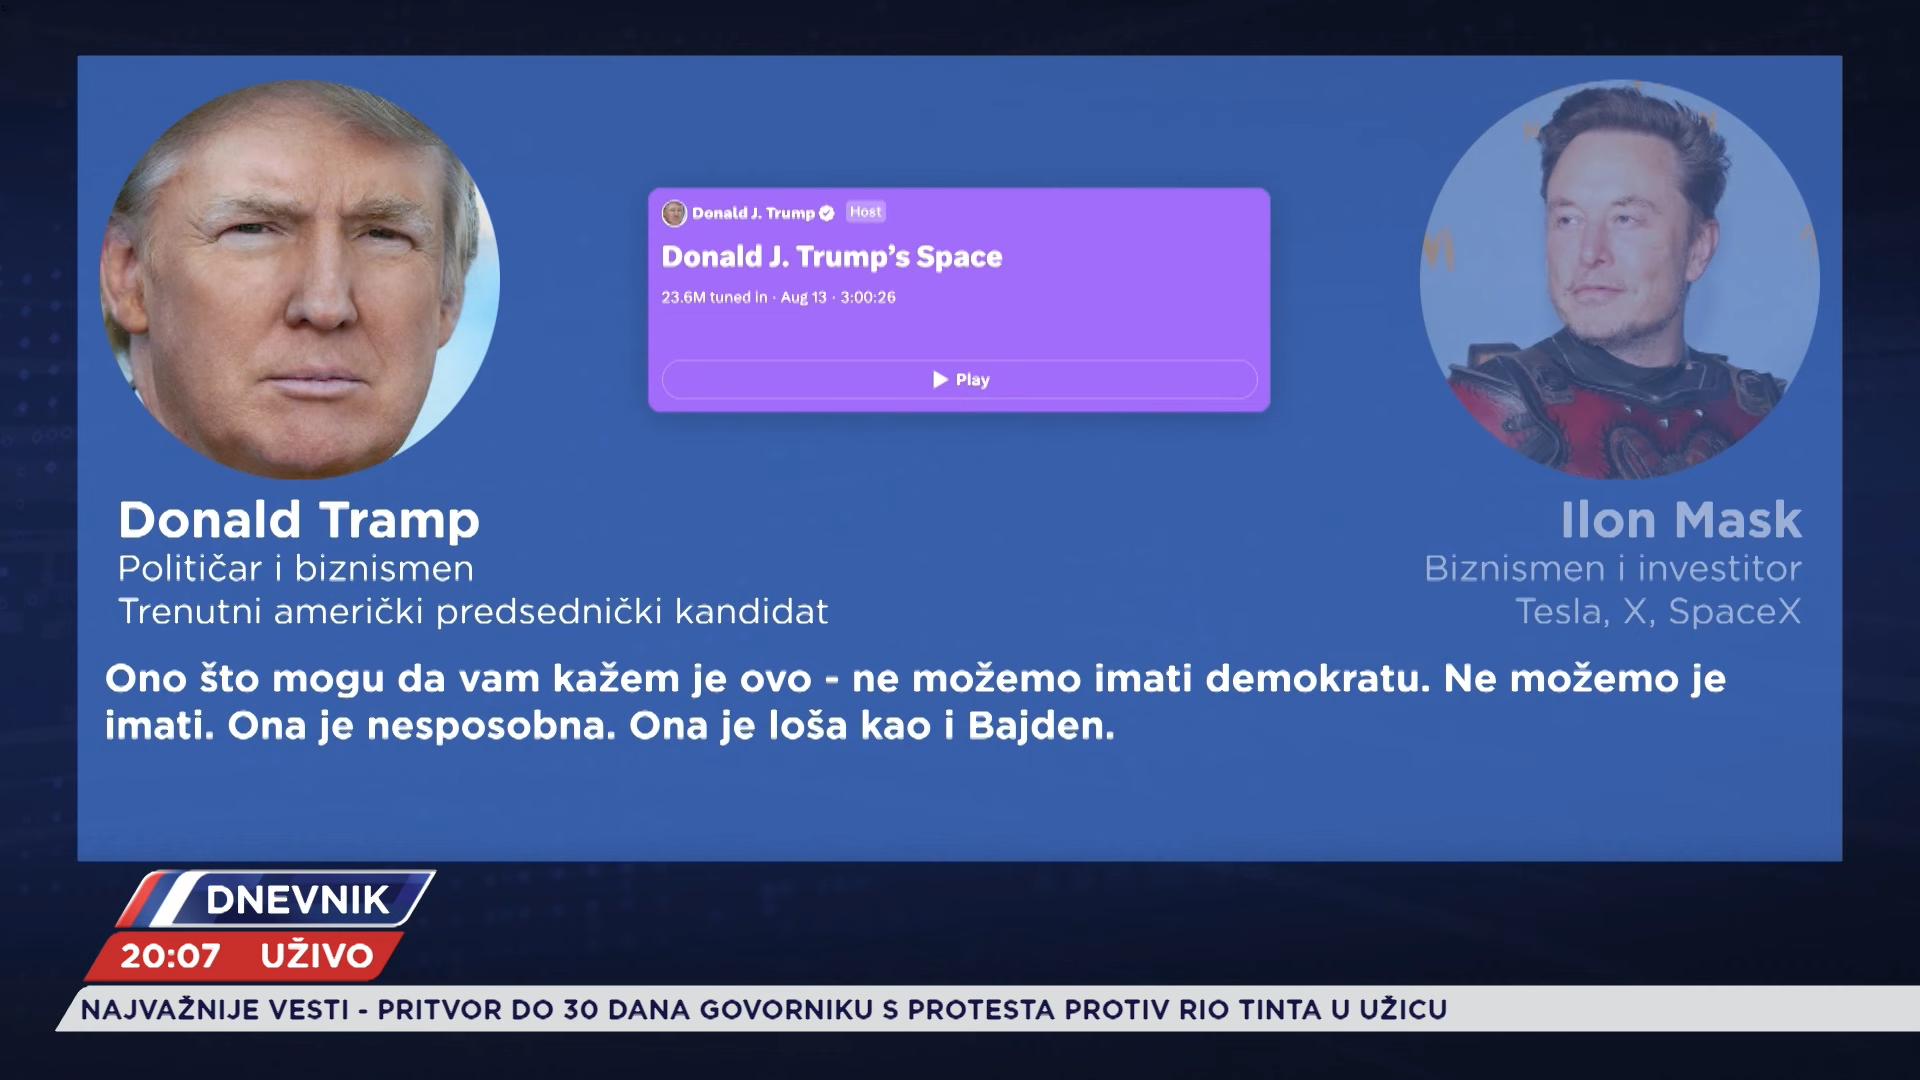 Donald J. Trump Host
Donald J. Trump's Space
23.6M tuned in · Aug 13 · 3:00:26
Play
Donald Tramp
Političar i biznismen
Trenutni američki predsednički kandidat
Ilon Mask
Biznismen i investitor
Tesla, X, SpaceX
Ono što mogu da vam kažem je ovo - ne možemo imati demokratu. Ne možemo je
imati. Ona je nesposobna. Ona je loša kao i Bajden.
DNEVNIK
20:07 UŽIVO
NAJVAŽNIJE VESTI - PRITVOR DO 30 DANA GOVORNIKU S PROTESTA PROTIV RIO TINTA U UŽICU